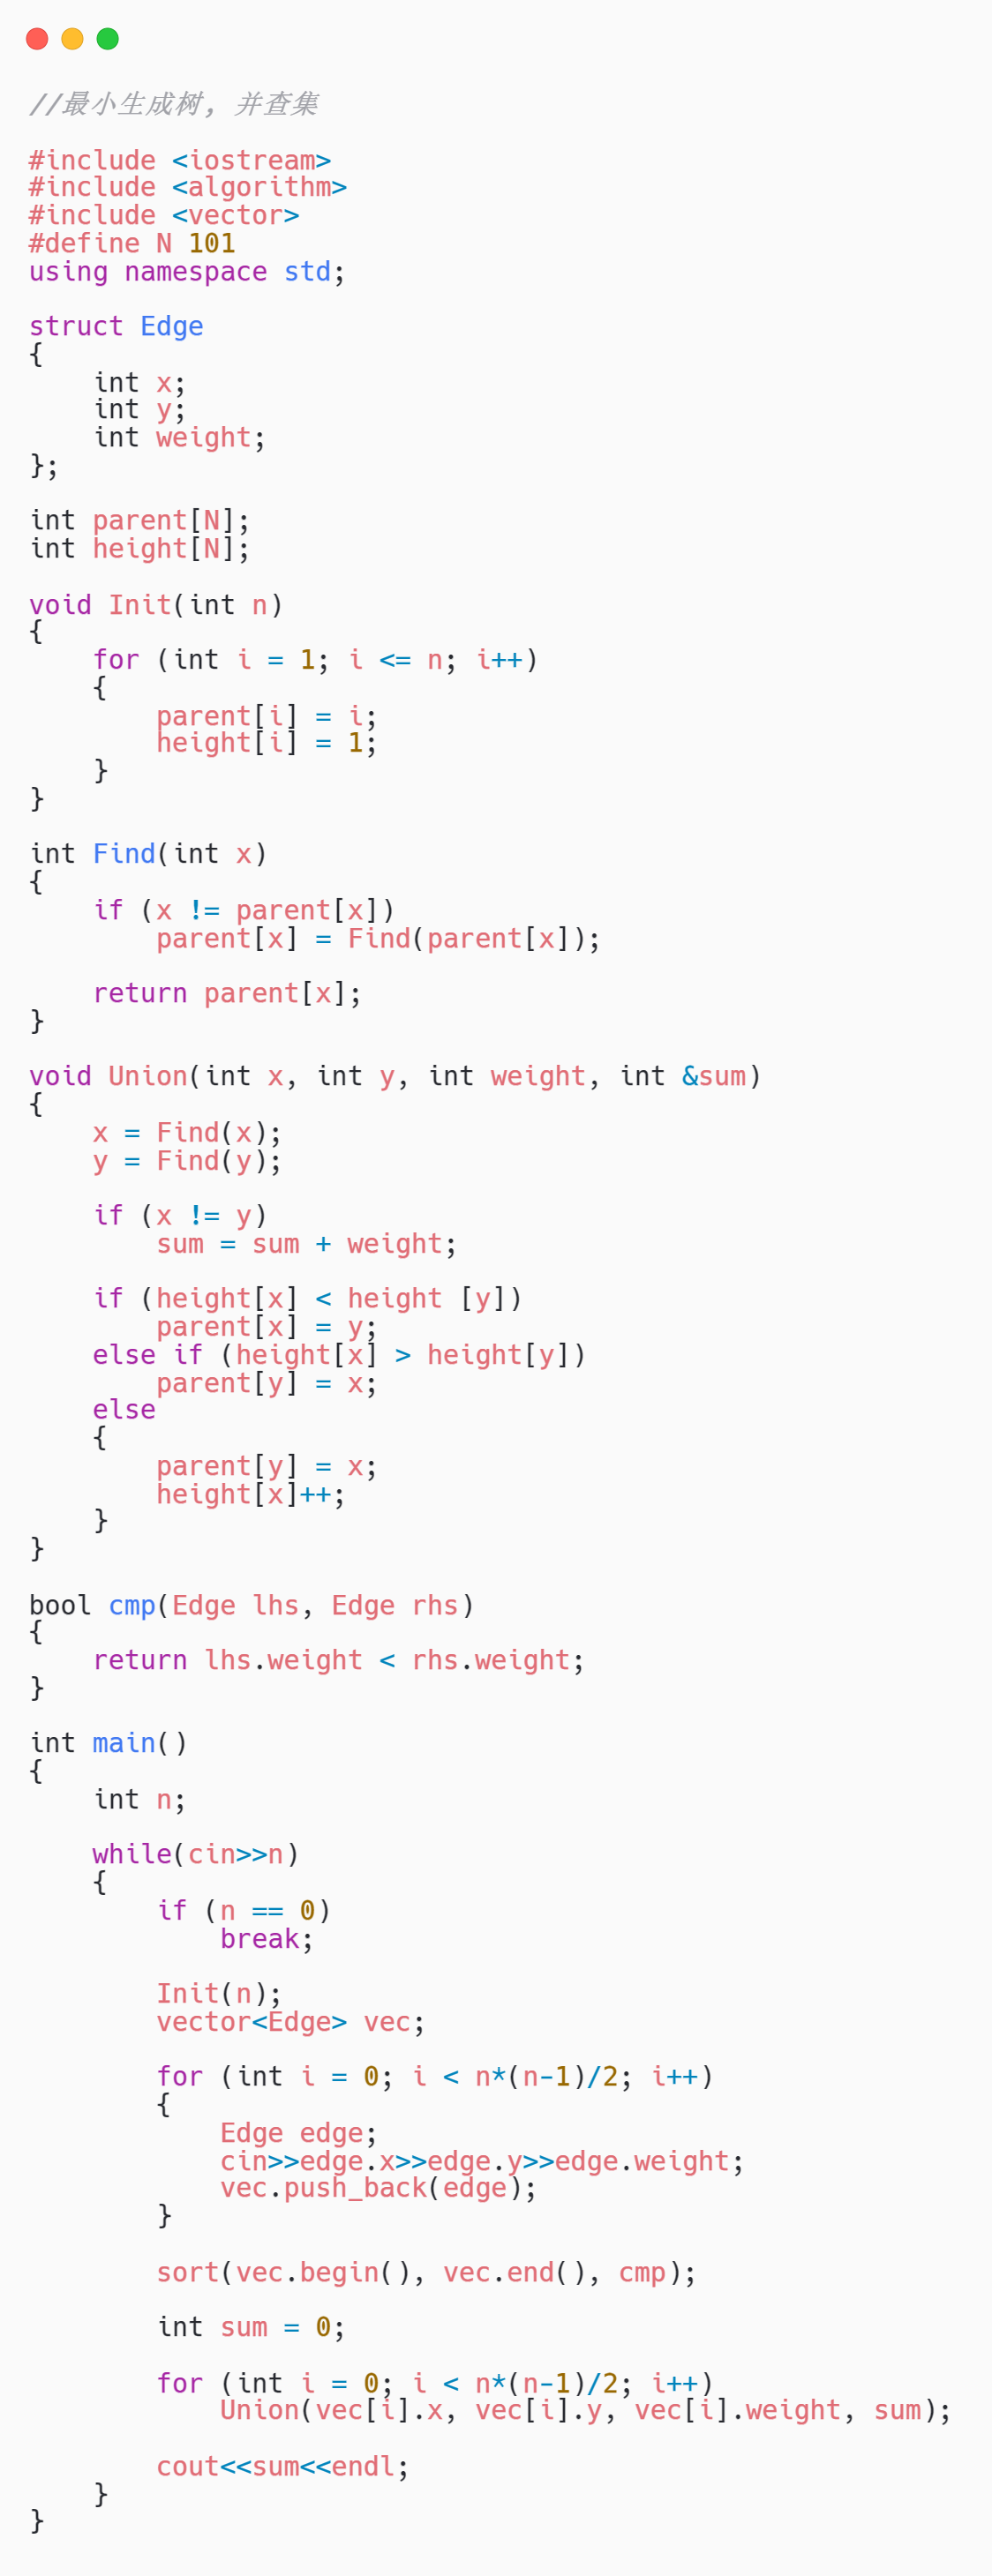 //最小生成树, 并查集
#include <iostream>
#include <algorithm>
#include <vector>
#define N 101
using namespace std;
struct Edge
{
    int x;
    int y;
    int weight;
};
int parent[N];
int height[N];
void Init(int n)
{
    for (int i = 1; i <= n; i++)
    {
        parent[i] = i;
        height[i] = 1;
    }
}
int Find(int x)
{
    if (x != parent[x])
        parent[x] = Find(parent[x]);
    return parent[x];
}
void Union(int x, int y, int weight, int &sum)
{
    x = Find(x);
    y = Find(y);
    if (x != y)
        sum = sum + weight;
    if (height[x] < height [y])
        parent[x] = y;
    else if (height[x] > height[y])
        parent[y] = x;
    else
    {
        parent[y] = x;
        height[x]++;
    }
}
bool cmp(Edge lhs, Edge rhs)
{
    return lhs.weight < rhs.weight;
}
int main()
{
    int n;
    while(cin>>n)
    {
        if (n == 0)
            break;
        Init(n);
        vector<Edge> vec;
        for (int i = 0; i < n*(n-1)/2; i++)
        {
            Edge edge;
            cin>>edge.x>>edge.y>>edge.weight;
            vec.push_back(edge);
        }
        sort(vec.begin(), vec.end(), cmp);
        int sum = 0;
        for (int i = 0; i < n*(n-1)/2; i++)
            Union(vec[i].x, vec[i].y, vec[i].weight, sum);
        cout<<sum<<endl;
    }
}